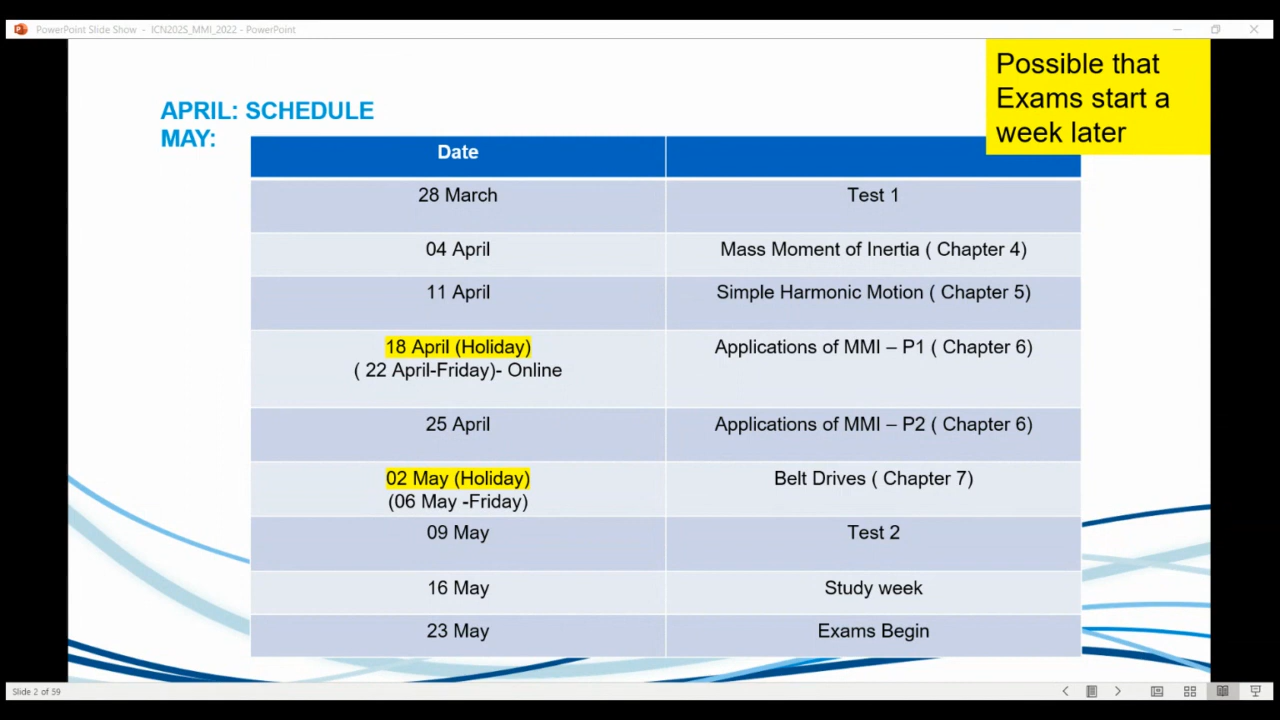 PowerPoint Slide Show - ICN202S_MMI_2022 - PowerPoint
Possible that
Exams start a
week later
APRIL: SCHEDULE
MAY:
Date
28 March Test 1
04 April Mass Moment of Inertia ( Chapter 4)
11 April Simple Harmonic Motion ( Chapter 5)
18 April (Holiday) Applications of MMI – P1 ( Chapter 6)
( 22 April-Friday)- Online
25 April Applications of MMI – P2 ( Chapter 6)
02 May (Holiday) Belt Drives ( Chapter 7)
(06 May -Friday)
09 May Test 2
16 May Study week
23 May Exams Begin
Slide 2 of 59